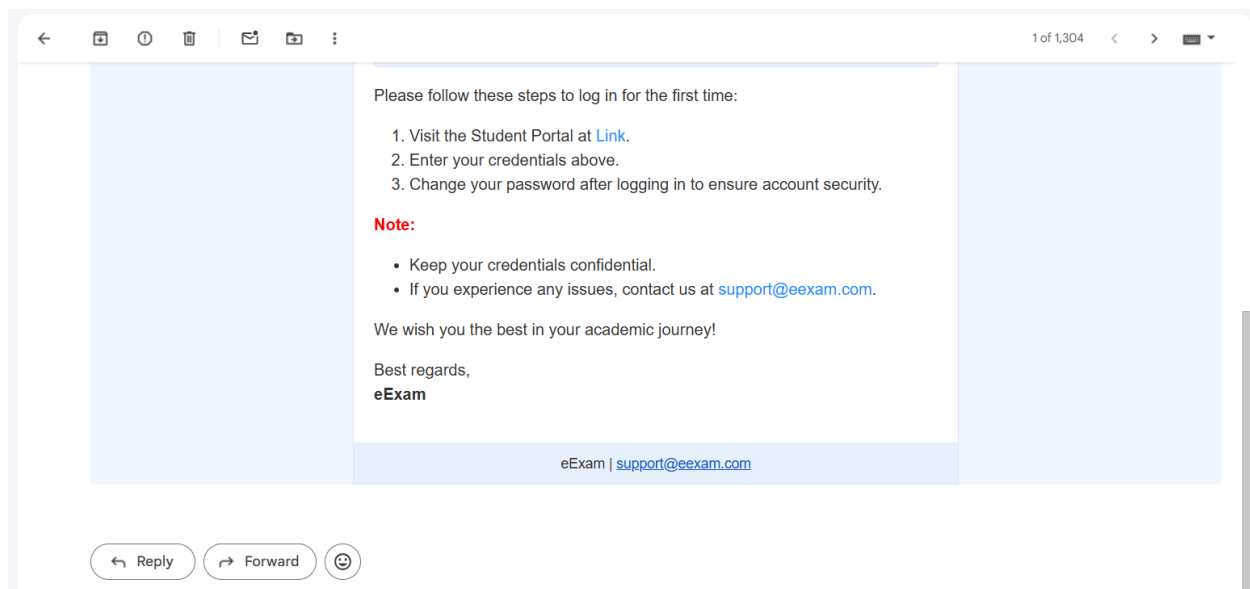 1 of 1,304
Please follow these steps to log in for the first time:
1. Visit the Student Portal at Link.
2. Enter your credentials above.
3. Change your password after logging in to ensure account security.
Note:
• Keep your credentials confidential.
• If you experience any issues, contact us at support@eexam.com.
We wish you the best in your academic journey!
Best regards,
eExam
eExam | support@eexam.com
Reply Forward